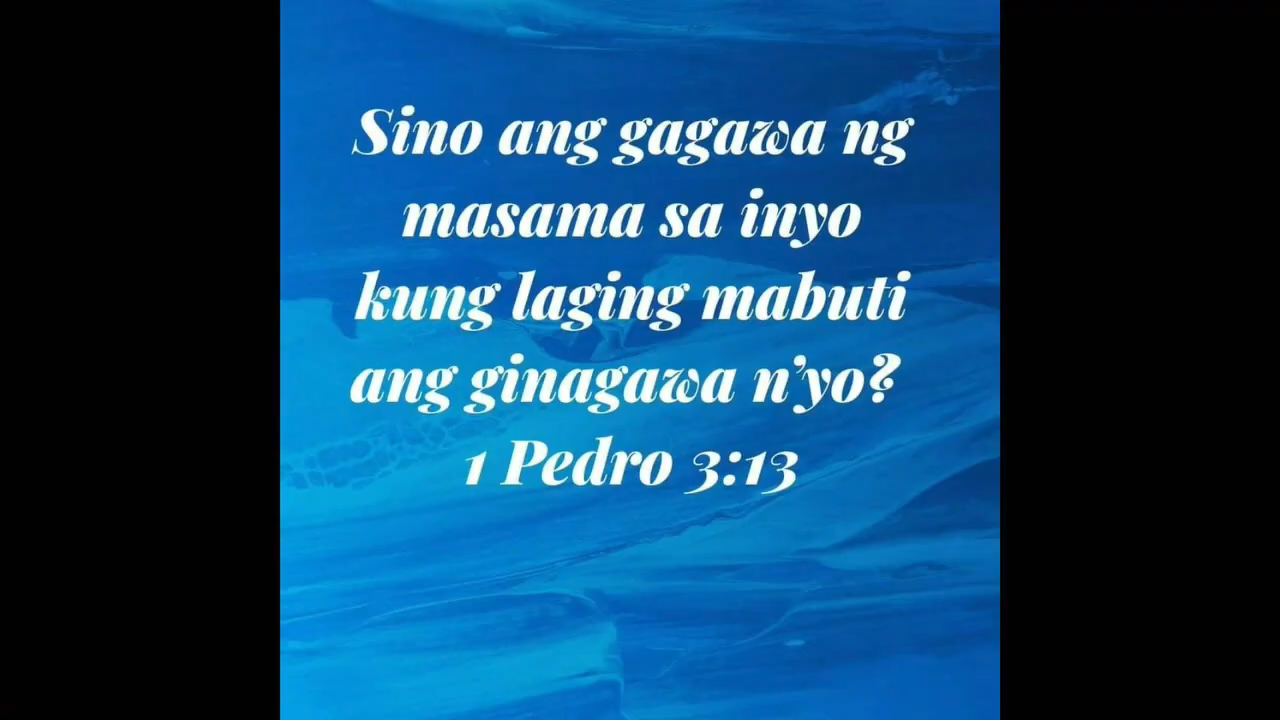 Sino ang gagawa ng
masama sa inyo
kung laging mabuti
ang ginagawa n’yo?
1 Pedro 3:13